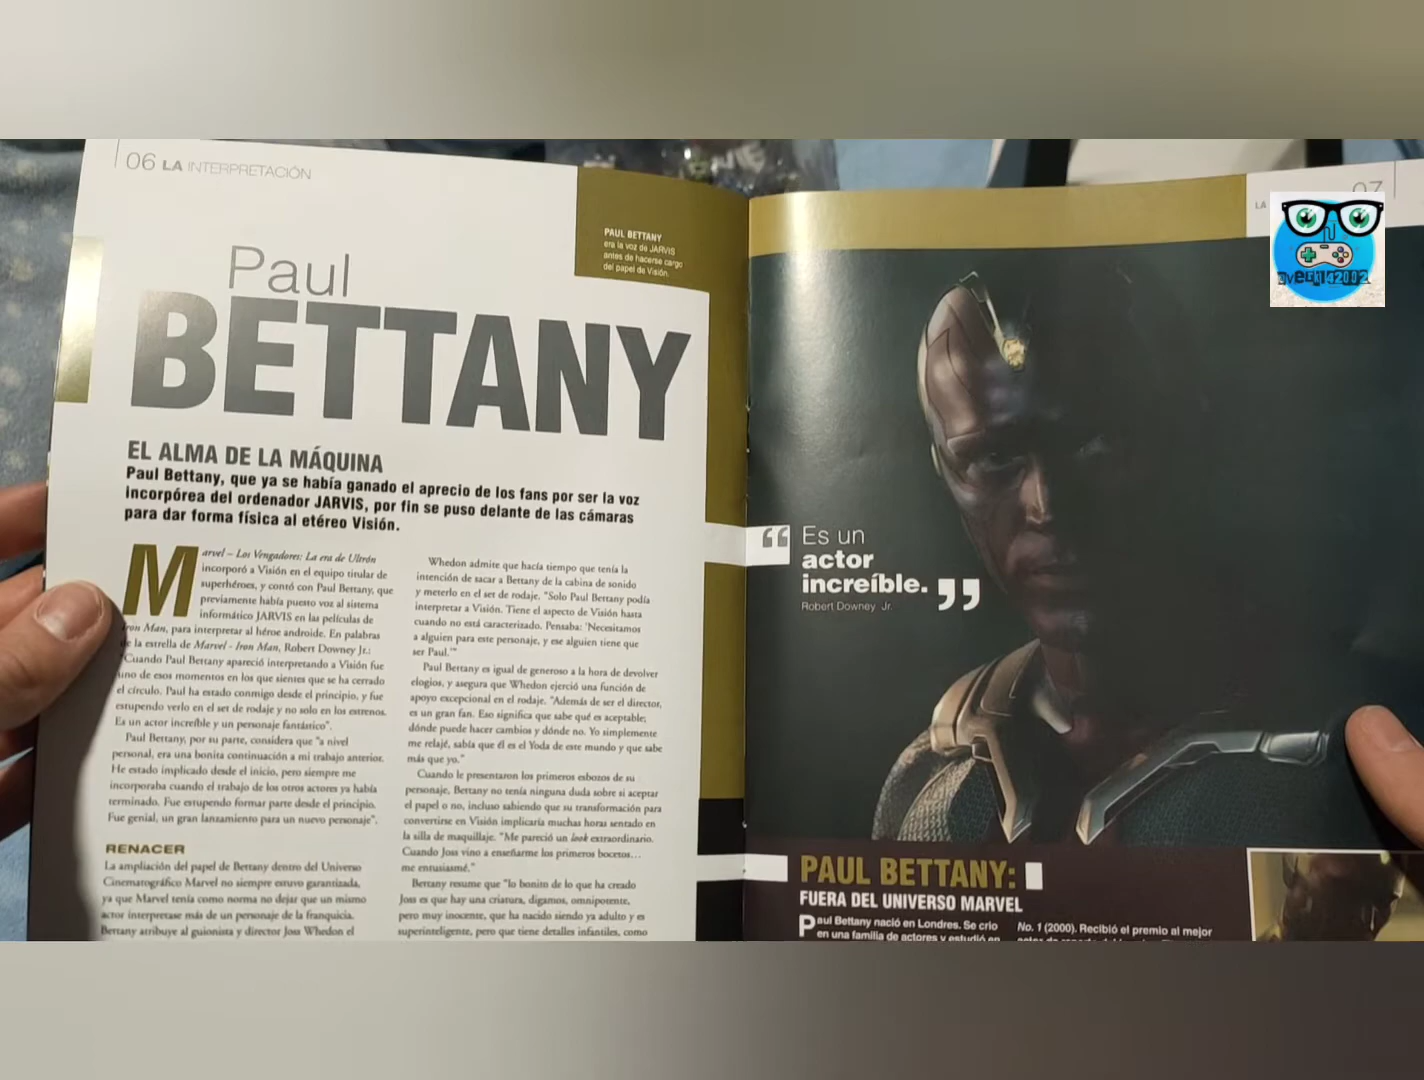 06 LA INTERPRETACIÓN
PAUL BETTANY
era la voz de JARVIS
antes de hacerse cargo
del papel de Visión.
Paul
BETTANY
EL ALMA DE LA MÁQUINA
Paul Bettany, que ya se había ganado el aprecio de los fans por ser la voz
incorpórea del ordenador JARVIS, por fin se puso delante de las cámaras
para dar forma física al etéreo Visión.
Marvel – Los Vengadores: La era de Ultrón
incorporó a Visión en el equipo titular de
superhéroes, y contó con Paul Bettany, que
previamente había puesto voz al sistema
informático JARVIS en las películas de
Iron Man, para interpretar al héroe androide. En palabras
de la estrella de Marvel - Iron Man, Robert Downey Jr.:
"Cuando Paul Bettany apareció interpretando a Visión fue
uno de esos momentos en los que sientes que se ha cerrado
el círculo. Paul ha estado conmigo desde el principio, y fue
estupendo verlo en el set de rodaje y no solo en los estrenos.
Es un actor increíble y un personaje fantástico".
Paul Bettany, por su parte, considera que "a nivel
personal, era una bonita continuación a mi trabajo anterior.
He estado implicado desde el inicio, pero siempre me
incorporaba cuando el trabajo de los otros actores ya había
terminado. Fue estupendo formar parte desde el principio.
Fue genial, un gran lanzamiento para un nuevo personaje".
RENACER
La ampliación del papel de Bettany dentro del Universo
Cinematográfico Marvel no siempre estuvo garantizada,
ya que Marvel tenía como norma no dejar que un mismo
actor interpretase más de un personaje de la franquicia.
Bettany atribuye al guionista y director Joss Whedon el
Whedon admite que hacía tiempo que tenía la
intención de sacar a Bettany de la cabina de sonido
y meterlo en el set de rodaje. "Solo Paul Bettany podía
interpretar a Visión. Tiene el aspecto de Visión hasta
cuando no está caracterizado. Pensaba: 'Necesitamos
a alguien para este personaje, y ese alguien tiene que
ser Paul.'"
Paul Bettany es igual de generoso a la hora de devolver
elogios, y asegura que Whedon ejerció una función de
apoyo excepcional en el rodaje. "Además de ser el director,
es un gran fan. Eso significa que sabe qué es aceptable,
dónde puede hacer cambios y dónde no. Yo simplemente
me relajé, sabía que él es el Yoda de este mundo y que sabe
más que yo."
Cuando le presentaron los primeros esbozos de su
personaje, Bettany no tenía ninguna duda sobre si aceptar
el papel o no, incluso sabiendo que su transformación para
convertirse en Visión implicaría muchas horas sentado en
la silla de maquillaje. "Me pareció un look extraordinario.
Cuando Joss vino a enseñarme los primeros bocetos...
me entusiasmé."
Bettany resume que "lo bonito de lo que ha creado
Joss es que hay una criatura, digamos, omnipotente,
pero muy inocente, que ha nacido siendo ya adulto y es
superinteligente, pero que tiene detalles infantiles, como
LA
07
“ Es un
actor
increíble. ”
Robert Downey Jr.
PAUL BETTANY:
FUERA DEL UNIVERSO MARVEL
Paul Bettany nació en Londres. Se crio
en una familia de actores y estudió en
No. 1 (2000). Recibió el premio al mejor